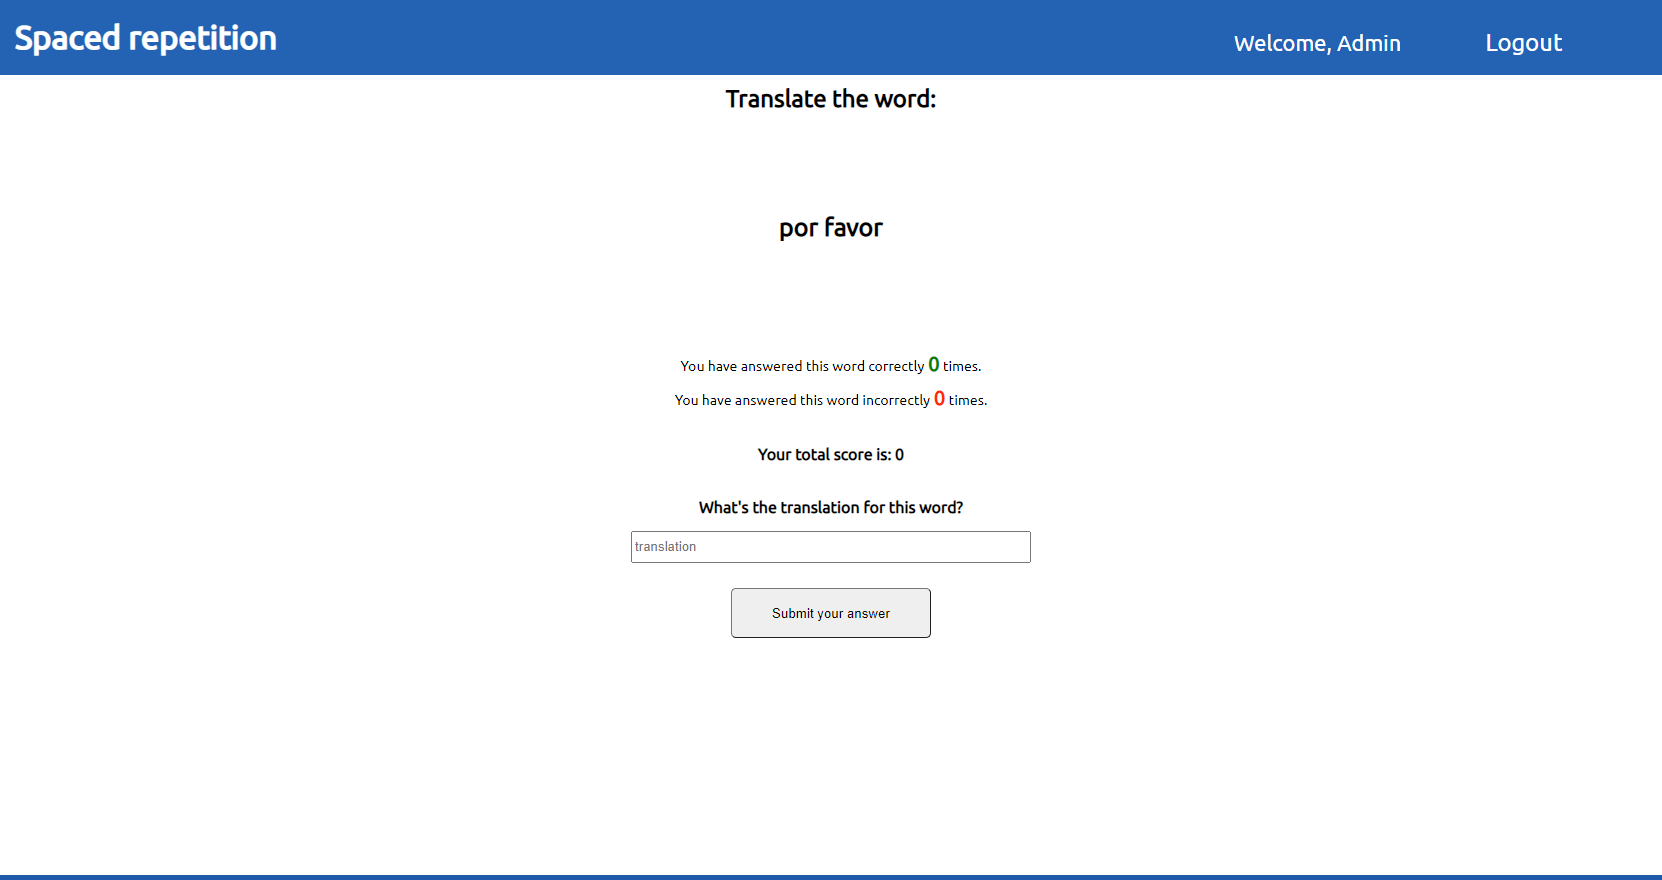 Spaced repetition
Welcome, Admin
Logout
Translate the word:
por favor
You have answered this word correctly 0 times.
You have answered this word incorrectly 0 times.
Your total score is: 0
What's the translation for this word?
translation
Submit your answer